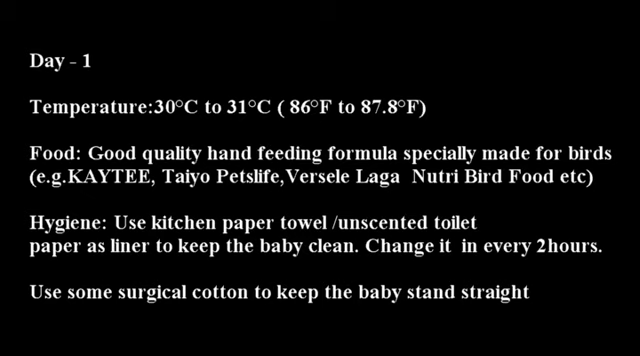 Day - 1
Temperature:30°C to 31°C ( 86°F to 87.8°F)
Food: Good quality hand feeding formula specially made for birds
(e.g.KAYTEE, Taiyo Petslife,Versele Laga Nutri Bird Food etc)
Hygiene: Use kitchen paper towel /unscented toilet
paper as liner to keep the baby clean. Change it in every 2hours.
Use some surgical cotton to keep the baby stand straight